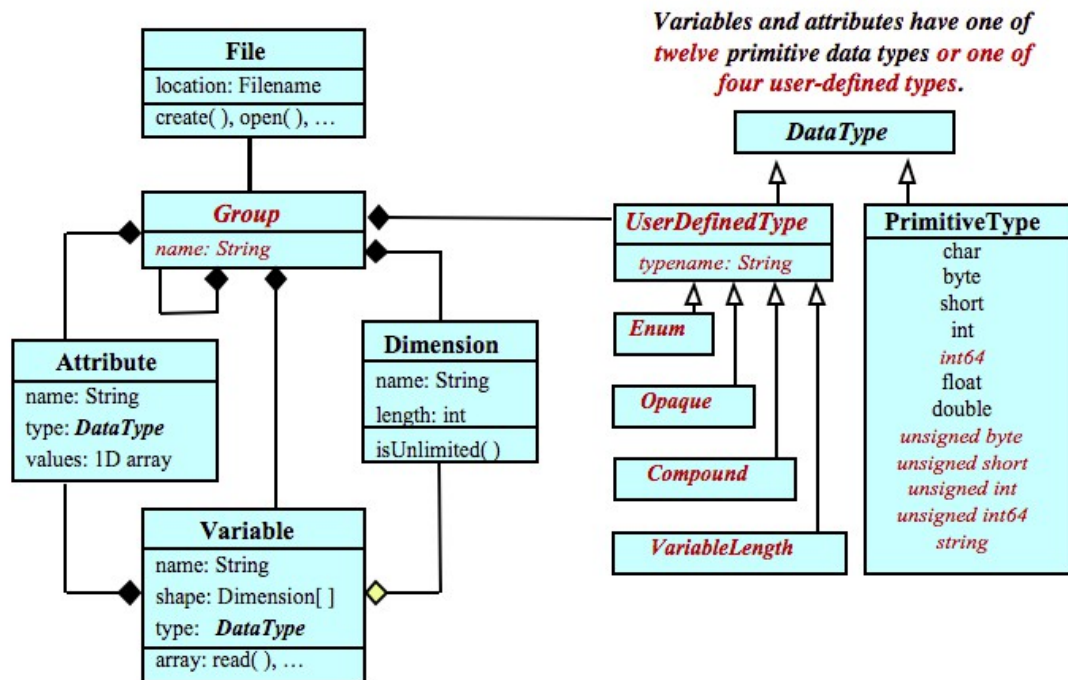 Variables and attributes have one of
twelve primitive data types or one of
four user-defined types.
File
location: Filename
create( ), open( ), …
Group
name: String
Attribute
name: String
type: DataType
values: 1D array
Dimension
name: String
length: int
isUnlimited( )
Variable
name: String
shape: Dimension[ ]
type: DataType
array: read( ), …
DataType
UserDefinedType
typename: String
Enum
Opaque
Compound
VariableLength
PrimitiveType
char
byte
short
int
int64
float
double
unsigned byte
unsigned short
unsigned int
unsigned int64
string